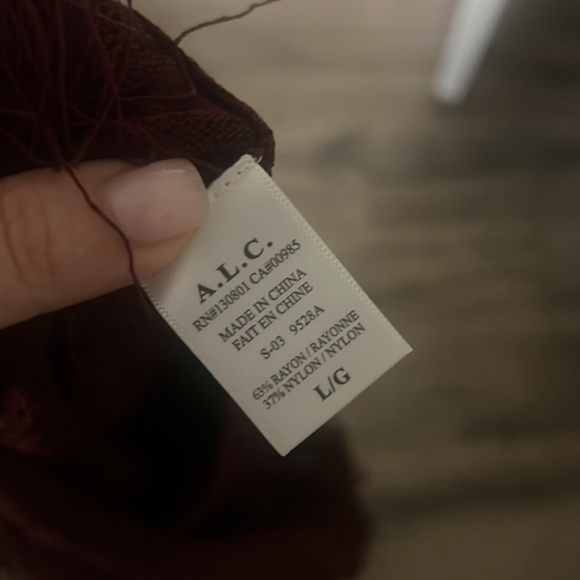 A.L.C.
RN#130801 CA#00985
MADE IN CHINA
FAIT EN CHINE
S-03 9528A
63% RAYON / RAYONNE
37% NYLON / NYLON
L/G